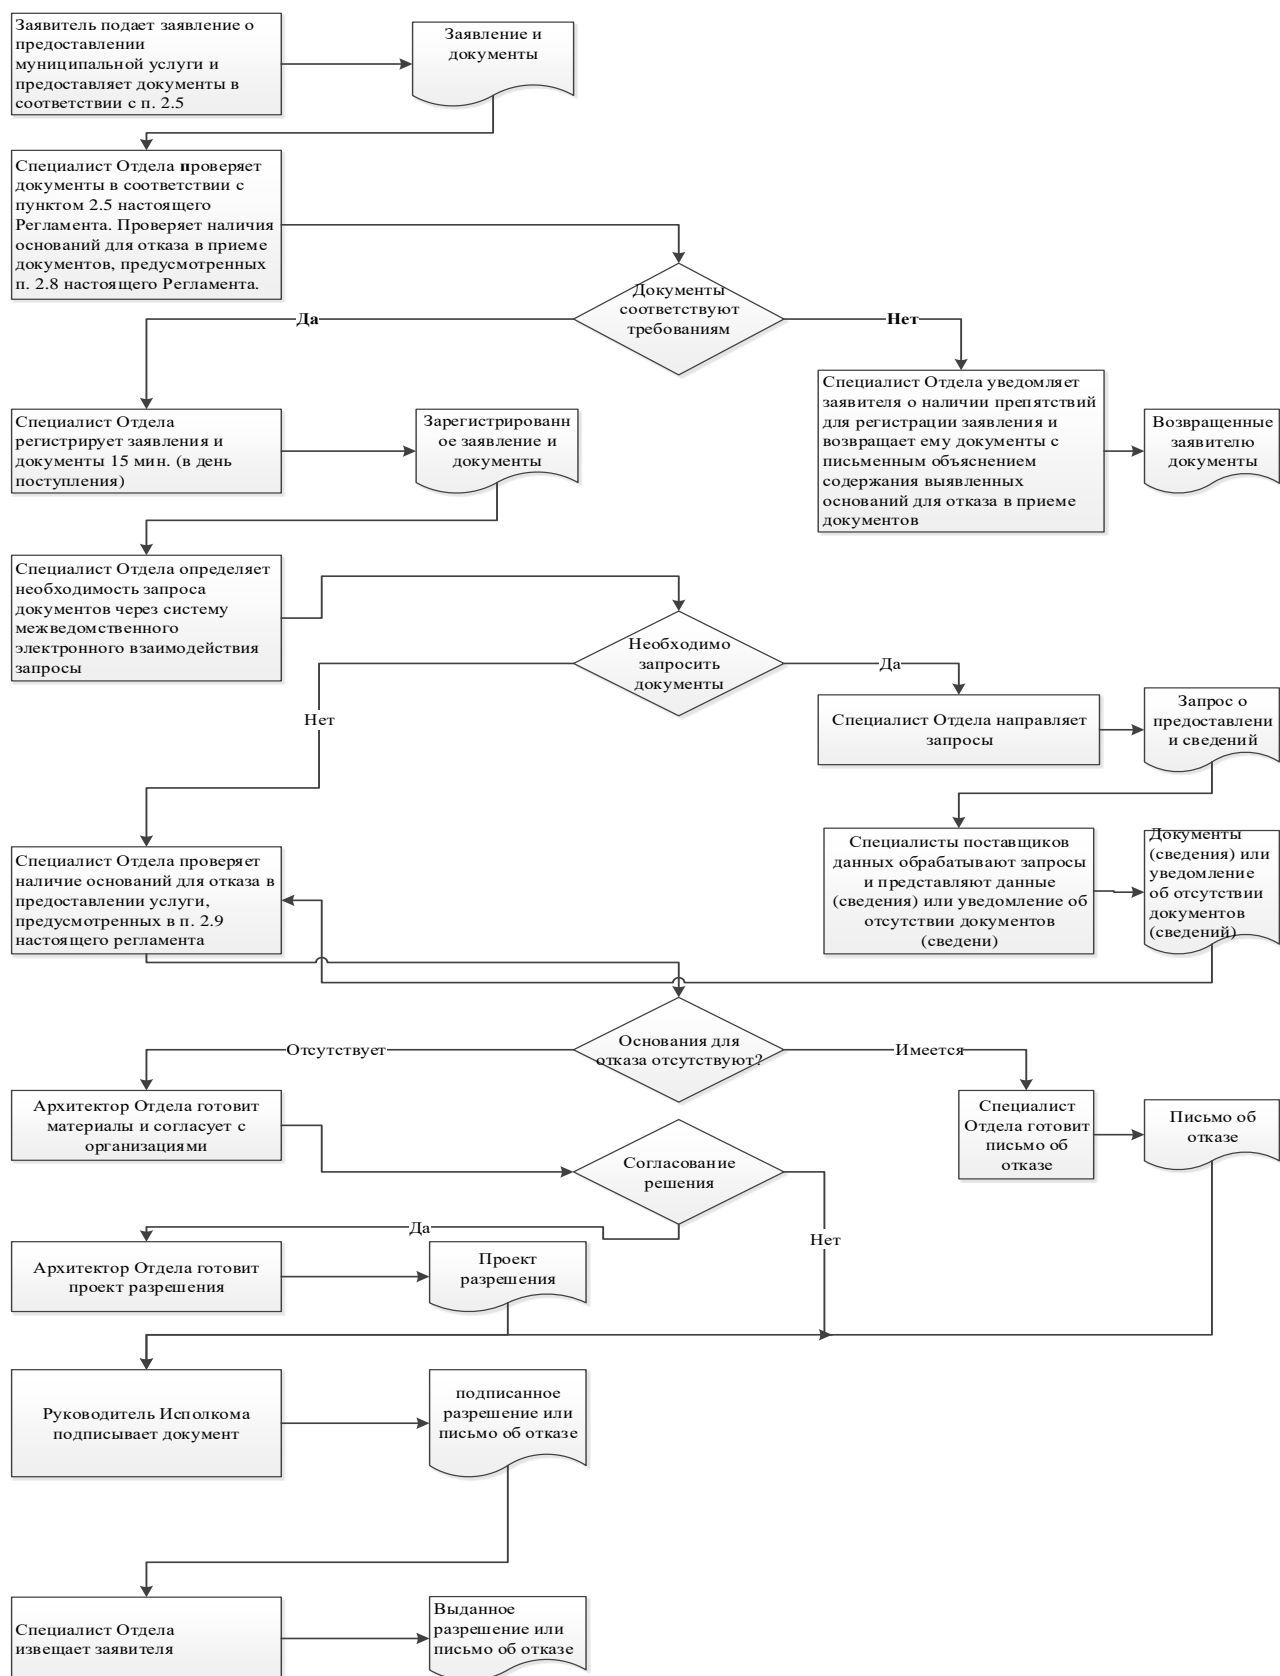 Заявитель подает заявление о
предоставлении
муниципальной услуги и
предоставляет документы в
соответствии с п. 2.5
Заявление и
документы
Специалист Отдела проверяет
документы в соответствии с
пунктом 2.5 настоящего
Регламента. Проверяет наличия
оснований для отказа в приеме
документов, предусмотренных
п. 2.8 настоящего Регламента.
Документы
соответствуют
требованиям
Да
Нет
Специалист Отдела
регистрирует заявления и
документы 15 мин. (в день
поступления)
Зарегистрированн
ое заявление и
документы
Специалист Отдела уведомляет
заявителя о наличии препятствий
для регистрации заявления и
возвращает ему документы с
письменным объяснением
содержания выявленных
оснований для отказа в приеме
документов
Возвращенные
заявителю
документы
Специалист Отдела определяет
необходимость запроса
документов через систему
межведомственного
электронного взаимодействия
запросы
Необходимо
запросить
документы
Да
Нет
Специалист Отдела направляет
запросы
Запрос о
предоставлени
и сведений
Специалист Отдела проверяет
наличие оснований для отказа в
предоставлении услуги,
предусмотренных в п. 2.9
настоящего регламента
Специалисты поставщиков
данных обрабатывают запросы
и представляют данные
(сведения) или уведомление об
отсутствии документов
(сведени)
Документы
(сведения) или
уведомление
об отсутствии
документов
(сведений)
Основания для
отказа отсутствуют?
Отсутствует
Имеется
Архитектор Отдела готовит
материалы и согласует с
организациями
Специалист
Отдела готовит
письмо об
отказе
Письмо об
отказе
Согласование
решения
Да
Нет
Архитектор Отдела готовит
проект разрешения
Проект
разрешения
Руководитель Исполкома
подписывает документ
подписанное
разрешение или
письмо об отказе
Специалист Отдела
извещает заявителя
Выданное
разрешение или
письмо об отказе